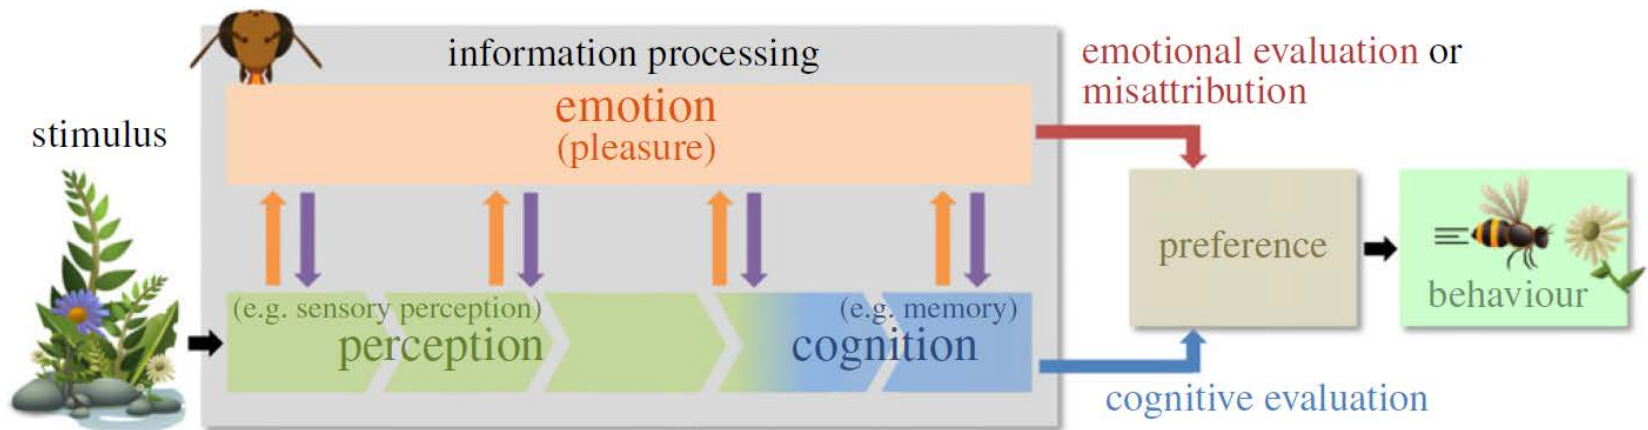 information processing
emotional evaluation or
misattribution
emotion
(pleasure)
stimulus
preference
(e.g. sensory perception)
(e.g. memory)
perception
cognition
behaviour
cognitive evaluation